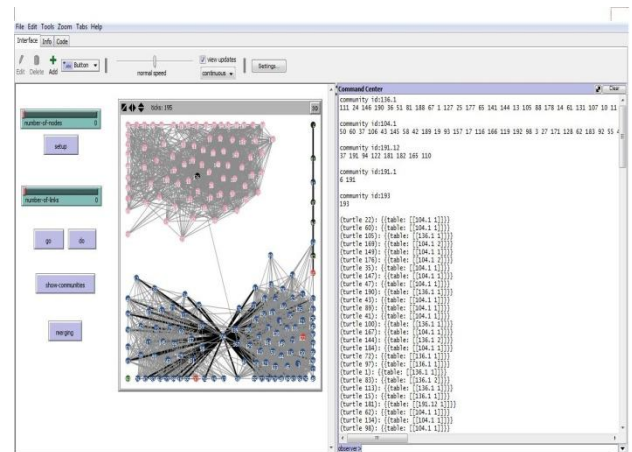 File Edit Tools Zoom Tabs Help
Interface Info Code
Edit Delete Add
Button
normal speed
view updates
continuous
Settings...
ticks: 195
3D
number-of-nodes 0
setup
number-of-links 0
go do
show communities
merging
Command Center Clear
community id:136.1
111 24 146 190 36 51 81 188 67 1 127 25 177 65 141 144 13 105 88 178 14 61 131 107 10 11
community id:104.1
50 60 37 106 43 145 58 42 189 19 93 157 17 116 166 119 192 98 3 27 171 128 62 183 92 55
community id:191.12
37 191 94 122 181 182 165 110
community id:191.1
6 191
community id:193
193
(turtle 22): {{table: [[104.1 1]]}}
(turtle 60): {{table: [[104.1 1]]}}
(turtle 105): {{table: [[136.1 1]]}}
(turtle 169): {{table: [[104.1 2]]}}
(turtle 149): {{table: [[104.1 1]]}}
(turtle 176): {{table: [[104.1 2]]}}
(turtle 35): {{table: [[104.1 1]]}}
(turtle 147): {{table: [[104.1 1]]}}
(turtle 47): {{table: [[104.1 1]]}}
(turtle 190): {{table: [[136.1 1]]}}
(turtle 43): {{table: [[104.1 1]]}}
(turtle 89): {{table: [[104.1 1]]}}
(turtle 41): {{table: [[104.1 1]]}}
(turtle 100): {{table: [[136.1 1]]}}
(turtle 167): {{table: [[104.1 1]]}}
(turtle 144): {{table: [[136.1 2]]}}
(turtle 184): {{table: [[104.1 1]]}}
(turtle 72): {{table: [[136.1 1]]}}
(turtle 97): {{table: [[136.1 1]]}}
(turtle 1): {{table: [[136.1 1]]}}
(turtle 83): {{table: [[136.1 2]]}}
(turtle 113): {{table: [[136.1 1]]}}
(turtle 15): {{table: [[136.1 1]]}}
(turtle 181): {{table: [[191.12 1]]}}
(turtle 62): {{table: [[104.1 1]]}}
(turtle 134): {{table: [[104.1 1]]}}
(turtle 98): {{table: [[104.1 1]]}}
observer>